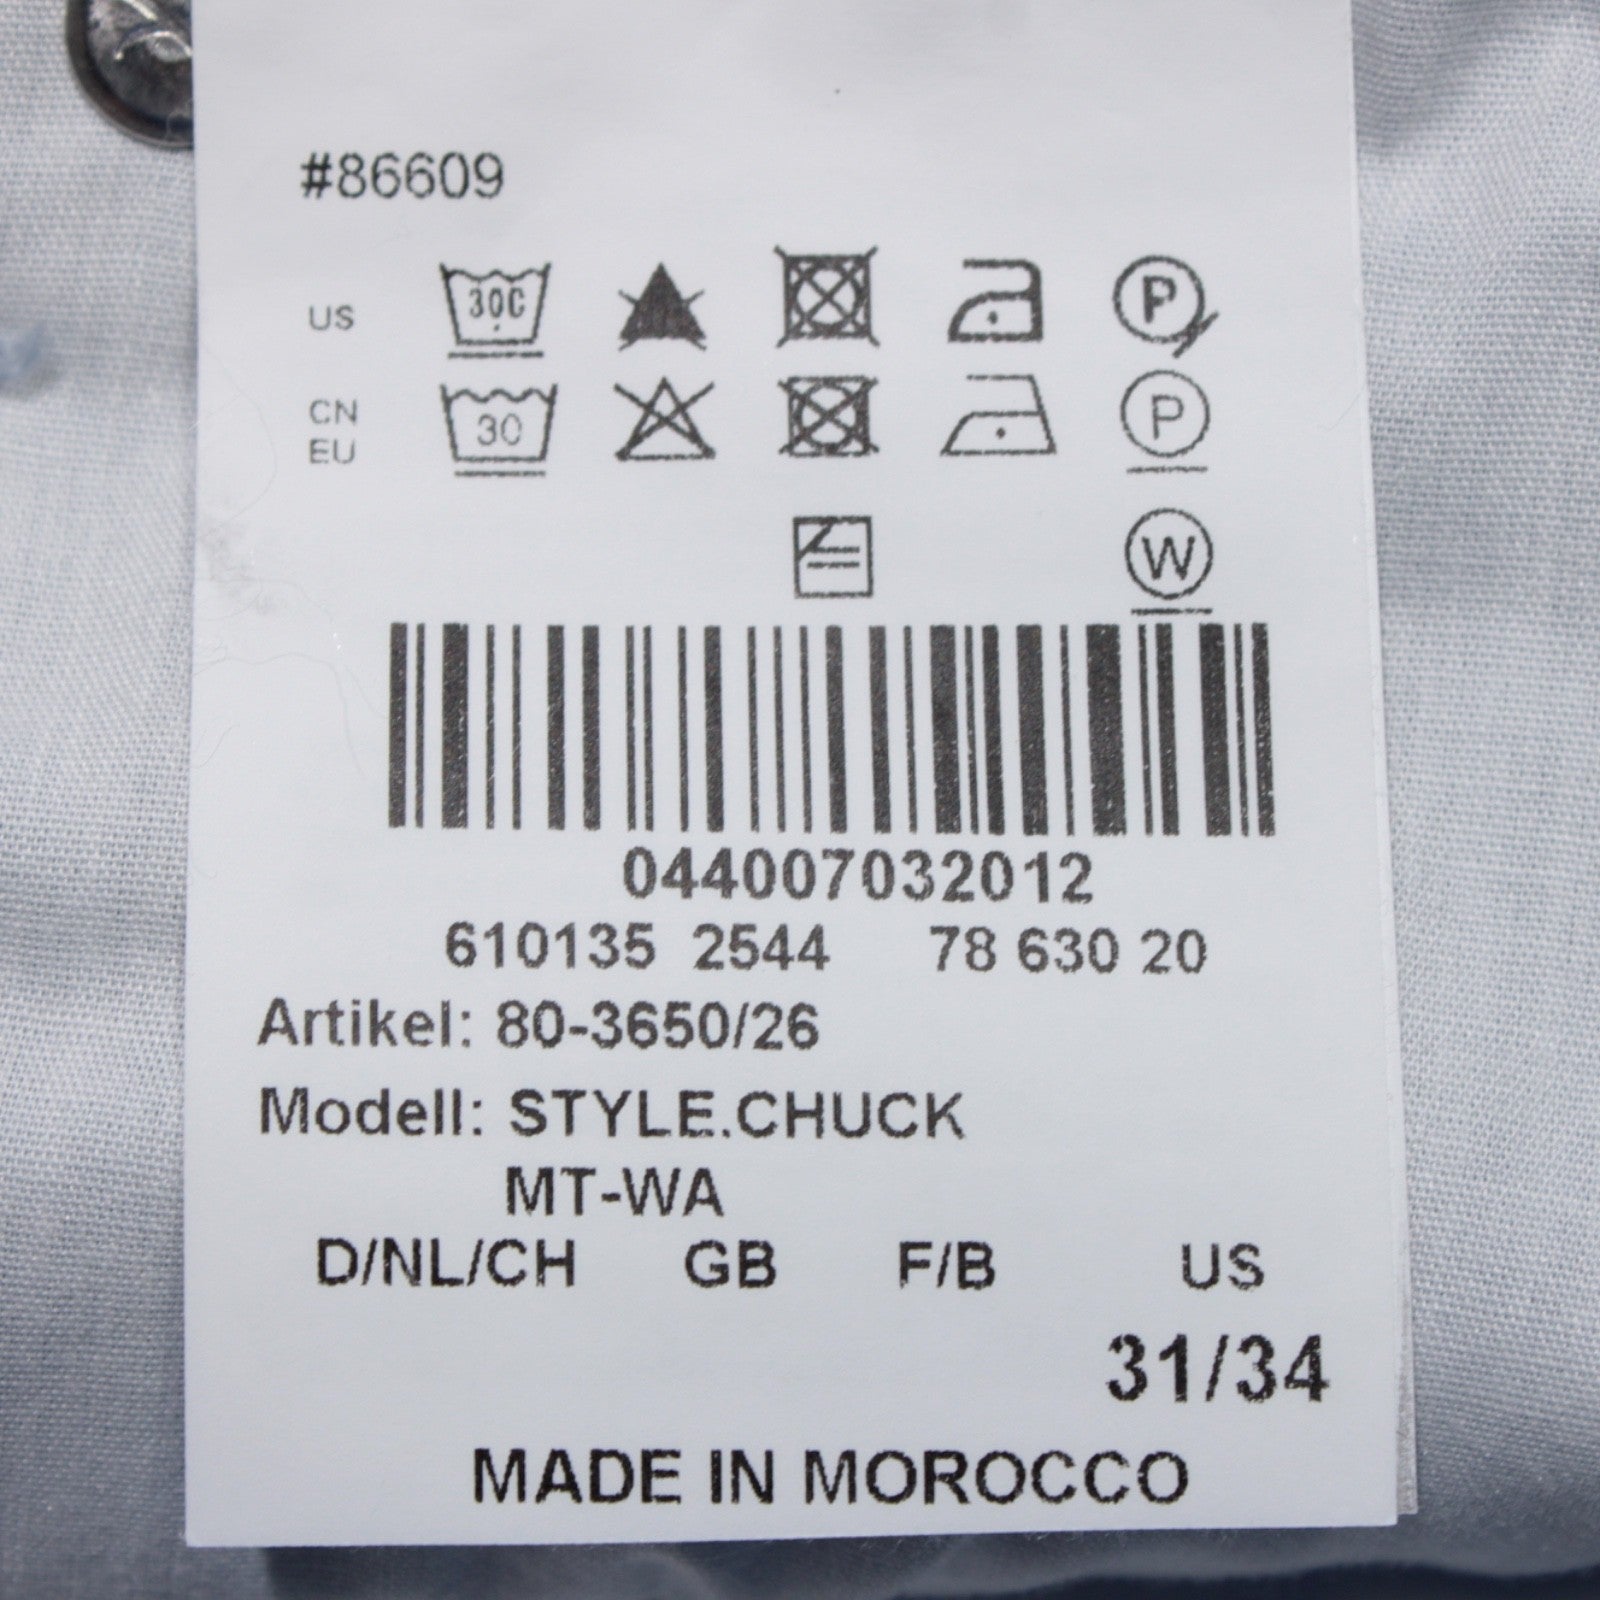 #86609
US 30C P
CN
EU 30 P
W
044007032012
610135 2544 78 630 20
Artikel: 80-3650/26
Modell: STYLE.CHUCK
MT-WA
D/NL/CH GB F/B US
31/34
MADE IN MOROCCO